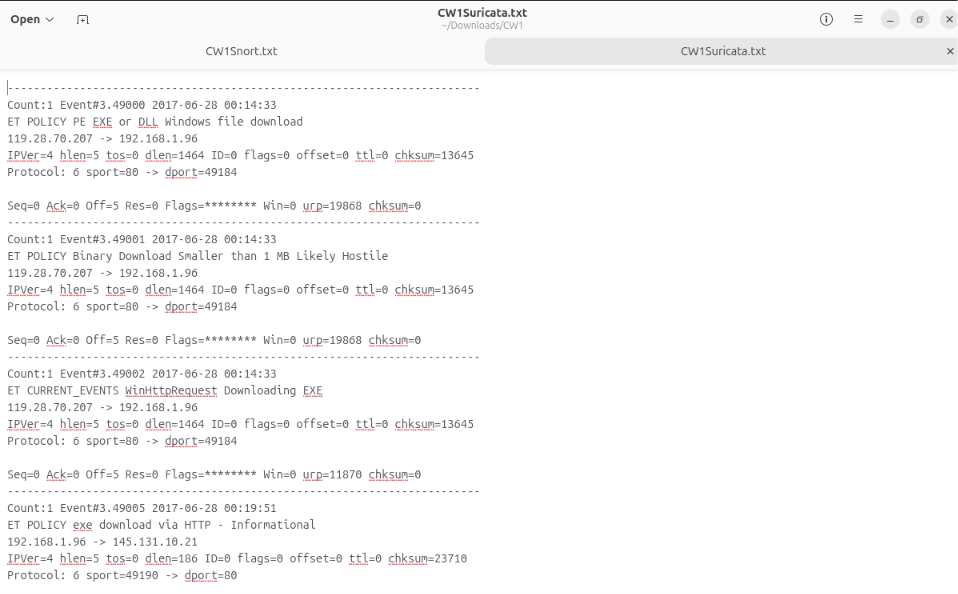 Open
CW1Suricata.txt
~/Downloads/CW1
CW1Snort.txt
CW1Suricata.txt
------------------------------------------------------------------------
Count:1 Event#3.49000 2017-06-28 00:14:33
ET POLICY PE EXE or DLL Windows file download
119.28.70.207 -> 192.168.1.96
IPVer=4 hlen=5 tos=0 dlen=1464 ID=0 flags=0 offset=0 ttl=0 chksum=13645
Protocol: 6 sport=80 -> dport=49184
Seq=0 Ack=0 Off=5 Res=0 Flags=******** Win=0 urp=19868 chksum=0
------------------------------------------------------------------------
Count:1 Event#3.49001 2017-06-28 00:14:33
ET POLICY Binary Download Smaller than 1 MB Likely Hostile
119.28.70.207 -> 192.168.1.96
IPVer=4 hlen=5 tos=0 dlen=1464 ID=0 flags=0 offset=0 ttl=0 chksum=13645
Protocol: 6 sport=80 -> dport=49184
Seq=0 Ack=0 Off=5 Res=0 Flags=******** Win=0 urp=19868 chksum=0
------------------------------------------------------------------------
Count:1 Event#3.49002 2017-06-28 00:14:33
ET CURRENT_EVENTS WinHttpRequest Downloading EXE
119.28.70.207 -> 192.168.1.96
IPVer=4 hlen=5 tos=0 dlen=1464 ID=0 flags=0 offset=0 ttl=0 chksum=13645
Protocol: 6 sport=80 -> dport=49184
Seq=0 Ack=0 Off=5 Res=0 Flags=******** Win=0 urp=11870 chksum=0
------------------------------------------------------------------------
Count:1 Event#3.49005 2017-06-28 00:19:51
ET POLICY exe download via HTTP - Informational
192.168.1.96 -> 145.131.10.21
IPVer=4 hlen=5 tos=0 dlen=186 ID=0 flags=0 offset=0 ttl=0 chksum=23710
Protocol: 6 sport=49190 -> dport=80